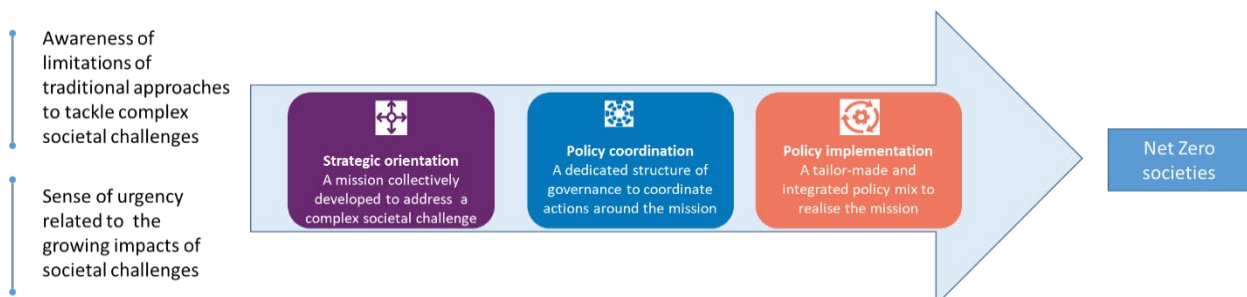 Awareness of
limitations of
traditional approaches
to tackle complex
societal challenges
Sense of urgency
related to the
growing impacts of
societal challenges
Strategic orientation
A mission collectively
developed to address a
complex societal challenge
Policy coordination
A dedicated structure of
governance to coordinate
actions around the mission
Policy implementation
A tailor-made and
integrated policy mix to
realise the mission
Net Zero
societies